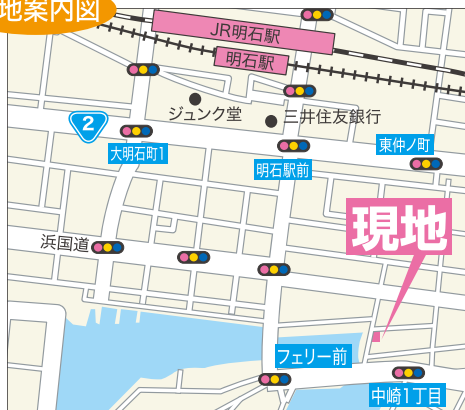 地案内図
JR明石駅
明石駅
ジュンク堂
三井住友銀行
2
大明石町1
明石駅前
東仲ノ町
現地
浜国道
フェリー前
中崎1丁目